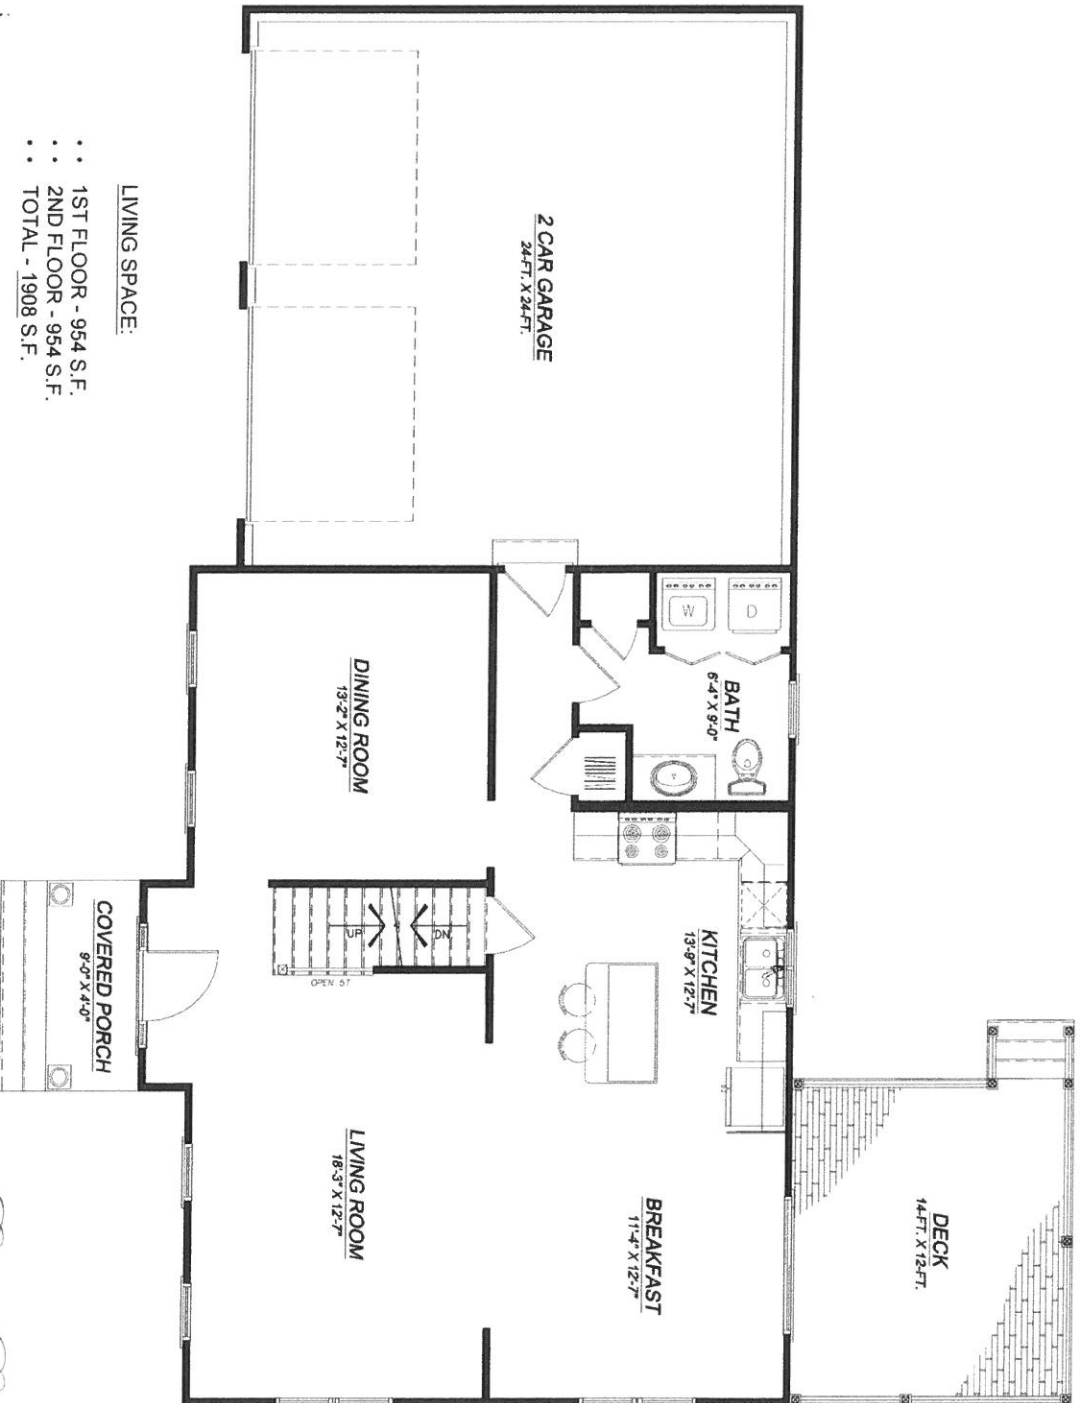 DECK
14-FT. X 12-FT.
BATH
6'-4" X 9'-0"
W
D
KITCHEN
13'-9" X 12'-7"
BREAKFAST
11'-4" X 12'-7"
2 CAR GARAGE
24-FT. X 24-FT.
DINING ROOM
13'-2" X 12'-7"
UP
DN
OPEN ST
LIVING ROOM
18'-3" X 12'-7"
COVERED PORCH
9'-0" X 4'-0"
LIVING SPACE:
•• 1ST FLOOR - 954 S.F.
•• 2ND FLOOR - 954 S.F.
•• TOTAL - 1908 S.F.